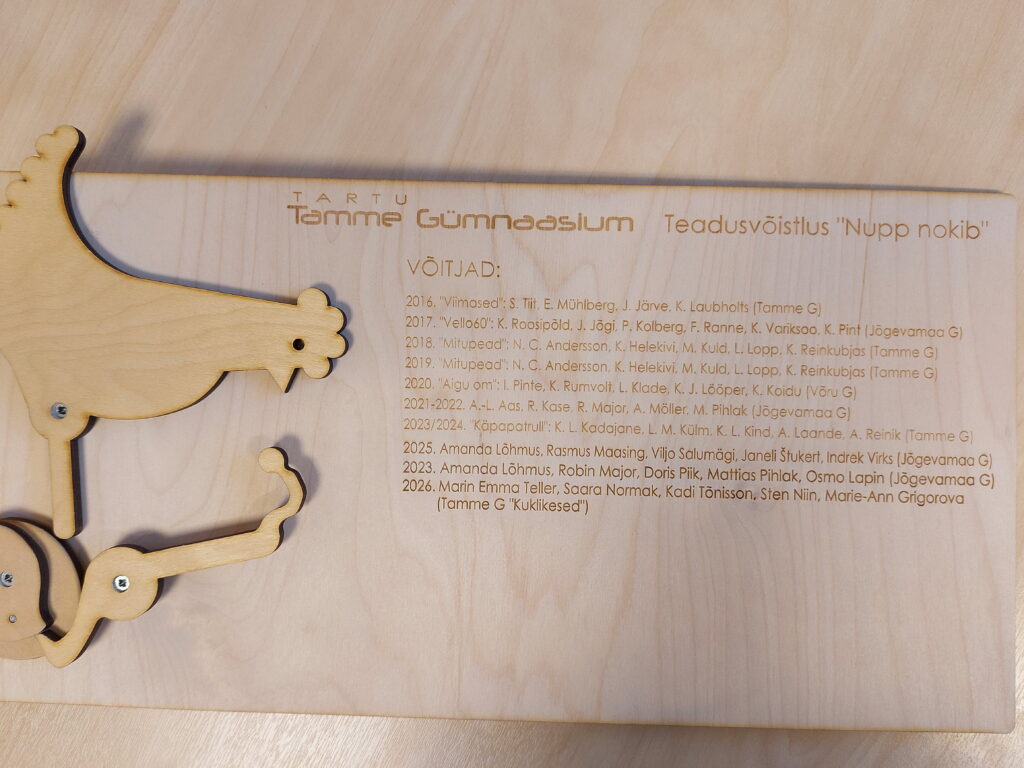 TARTU
Tamme Gümnaasium
Teadusvõistlus "Nupp nokib"
VÕITJAD:
2016. "Viimased": S. Tiit, E. Mühlberg, J. Järve, K. Laubholts (Tamme G)
2017. "Vello60": K. Roosipõld, J. Jõgi, P. Kolberg, F. Ranne, K. Variksoo, K. Pint (Jõgevamaa G)
2018. "Mitupead": N. C. Andersson, K. Helekivi, M. Kuld, L. Lopp, K. Reinkubjas (Tamme G)
2019. "Mitupead": N. C. Andersson, K. Helekivi, M. Kuld, L. Lopp, K. Reinkubjas (Tamme G)
2020. "Aigu òm": I. Pinte, K. Rumvolt, L. Klade, K. J. Lööper, K. Koidu (Võru G)
2021-2022. A.-L. Aas, R. Kase, R. Major, A. Möller, M. Pihlak (Jõgevamaa G)
2023/2024. "Käpapatrull": K. L. Kadajane, L. M. Külm, K. L. Kind, A. Laande, A. Reinik (Tamme G)
2025. Amanda Lõhmus, Rasmus Maasing, Viljo Salumägi, Janeli Štukert, Indrek Virks (Jõgevamaa G)
2023. Amanda Lõhmus, Robin Major, Doris Piik, Mattias Pihlak, Osmo Lapin (Jõgevamaa G)
2026. Marin Emma Teller, Saara Normak, Kadi Tõnisson, Sten Niin, Marie-Ann Grigorova
(Tamme G "Kuklikesed")